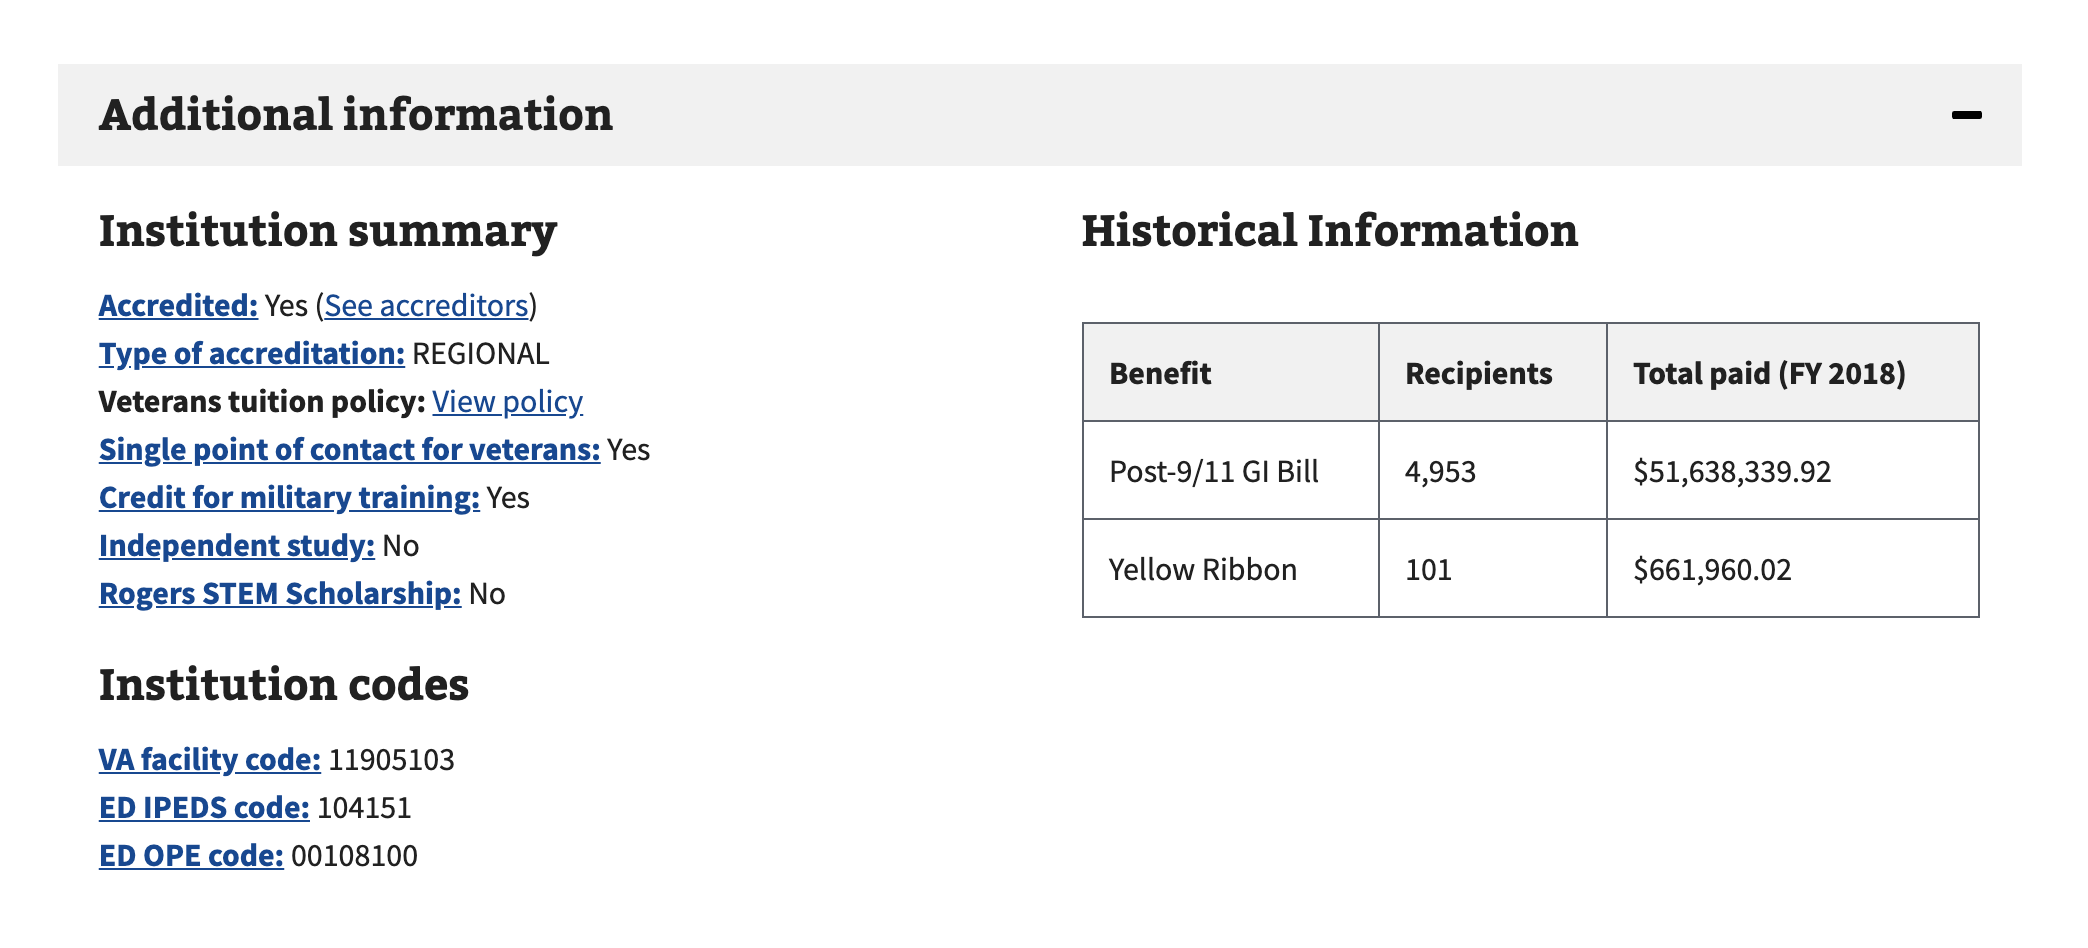 Additional information
Institution summary
Accredited: Yes (See accreditors)
Type of accreditation: REGIONAL
Veterans tuition policy: View policy
Single point of contact for veterans: Yes
Credit for military training: Yes
Independent study: No
Rogers STEM Scholarship: No
Institution codes
VA facility code: 11905103
ED IPEDS code: 104151
ED OPE code: 00108100
Historical Information
Benefit Recipients Total paid (FY 2018)
Post-9/11 GI Bill 4,953 $51,638,339.92
Yellow Ribbon 101 $661,960.02